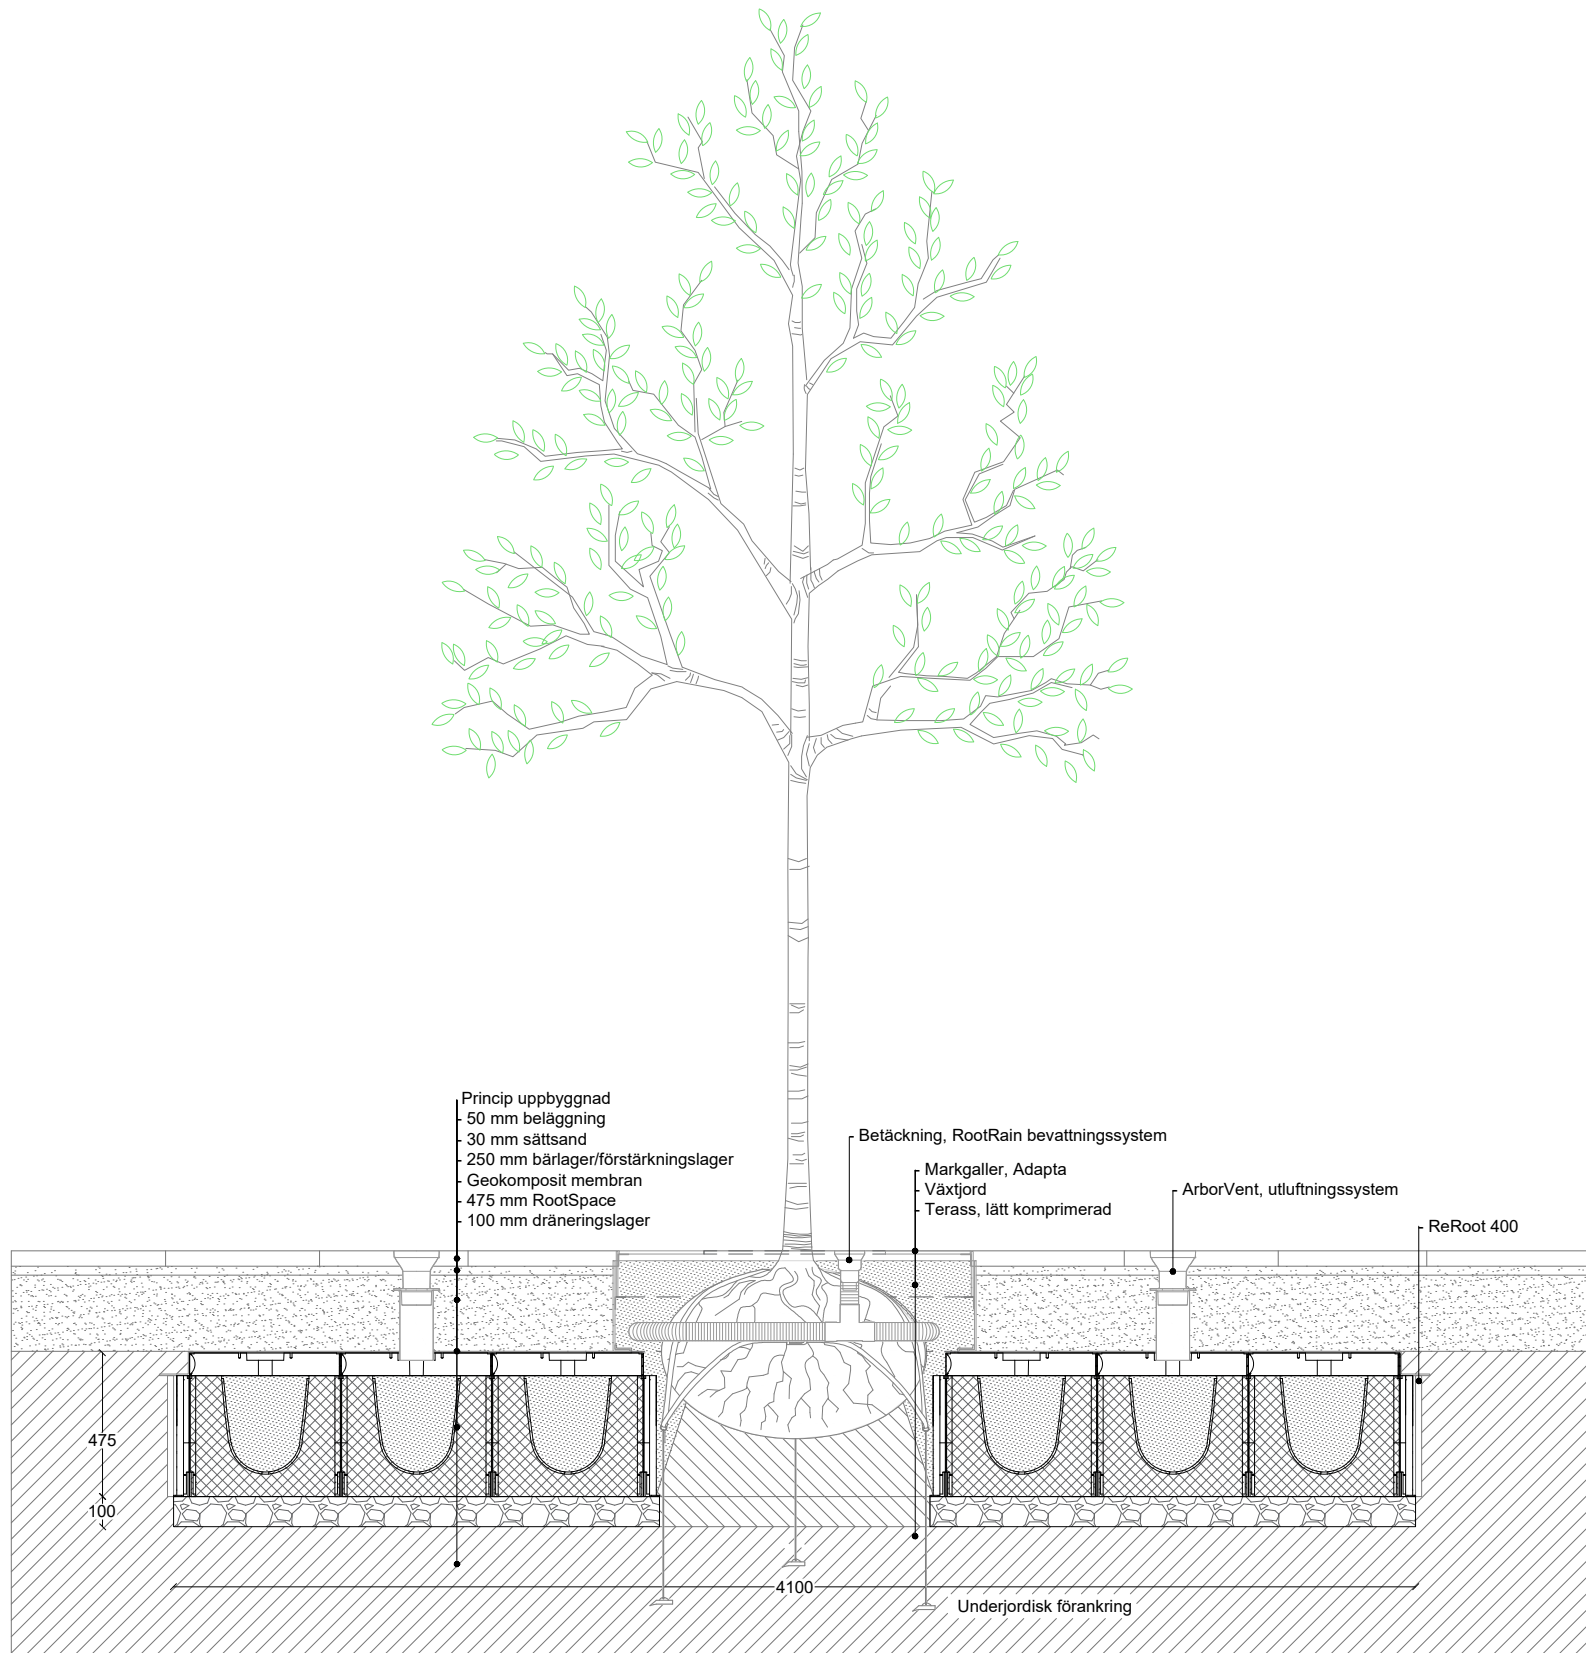 Princip uppbyggnad
50 mm beläggning
30 mm sättsand
250 mm bärlager/förstärkningslager
Geokomposit membran
475 mm RootSpace
100 mm dräneringslager
Betäckning, RootRain bevattningssystem
Markgaller, Adapta
Växtjord
Terass, lätt komprimerad
ArborVent, utluftningssystem
ReRoot 400
475
100
4100
Underjordisk förankring